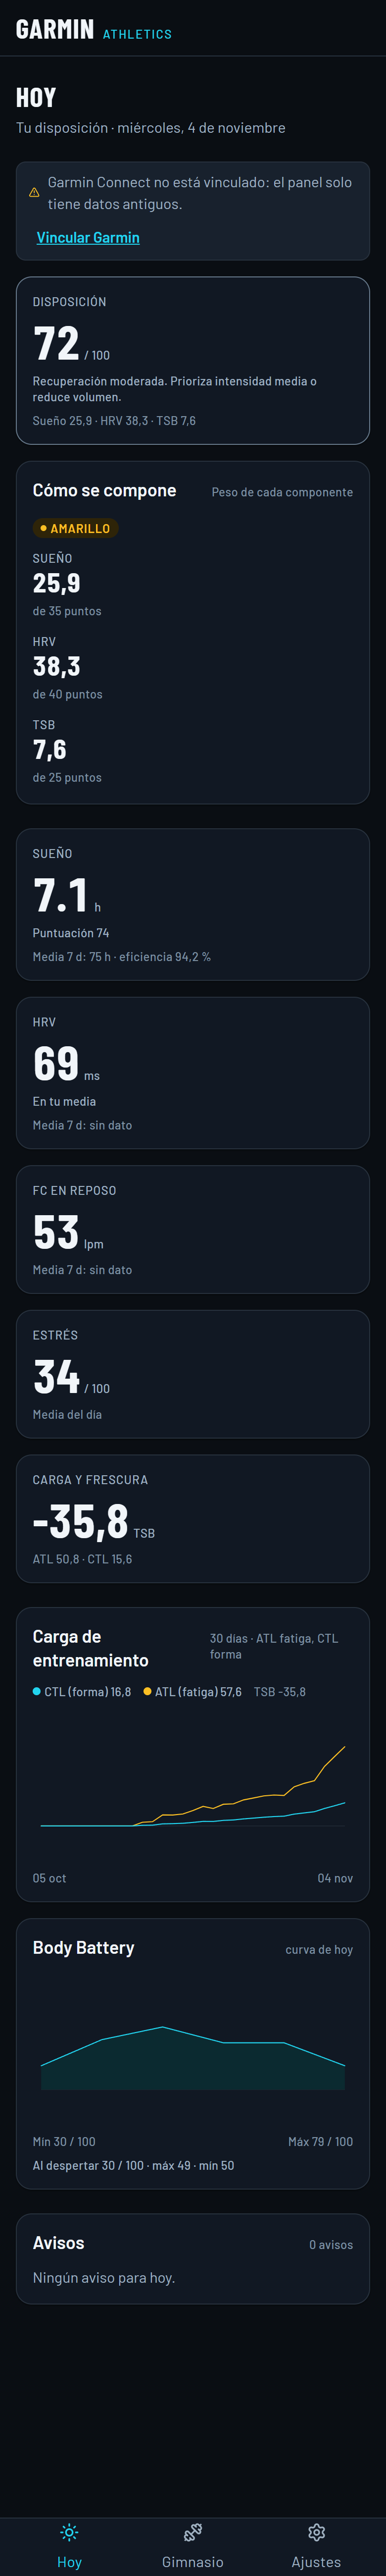 GARMIN ATHLETICS
HOY
Tu disposición · miércoles, 4 de noviembre
Garmin Connect no está vinculado: el panel solo
tiene datos antiguos.
Vincular Garmin
DISPOSICIÓN
72 / 100
Recuperación moderada. Prioriza intensidad media o
reduce volumen.
Sueño 25,9 · HRV 38,3 · TSB 7,6
Cómo se compone
Peso de cada componente
AMARILLO
SUEÑO
25,9
de 35 puntos
HRV
38,3
de 40 puntos
TSB
7,6
de 25 puntos
SUEÑO
7.1 h
Puntuación 74
Media 7 d: 75 h · eficiencia 94,2 %
HRV
69 ms
En tu media
Media 7 d: sin dato
FC EN REPOSO
53 lpm
Media 7 d: sin dato
ESTRÉS
34 / 100
Media del día
CARGA Y FRESCURA
-35,8 TSB
ATL 50,8 · CTL 15,6
Carga de
entrenamiento
30 días · ATL fatiga, CTL
forma
CTL (forma) 16,8 ATL (fatiga) 57,6 TSB -35,8
05 oct 04 nov
Body Battery
curva de hoy
Mín 30 / 100 Máx 79 / 100
Al despertar 30 / 100 · máx 49 · mín 50
Avisos
0 avisos
Ningún aviso para hoy.
Hoy Gimnasio Ajustes